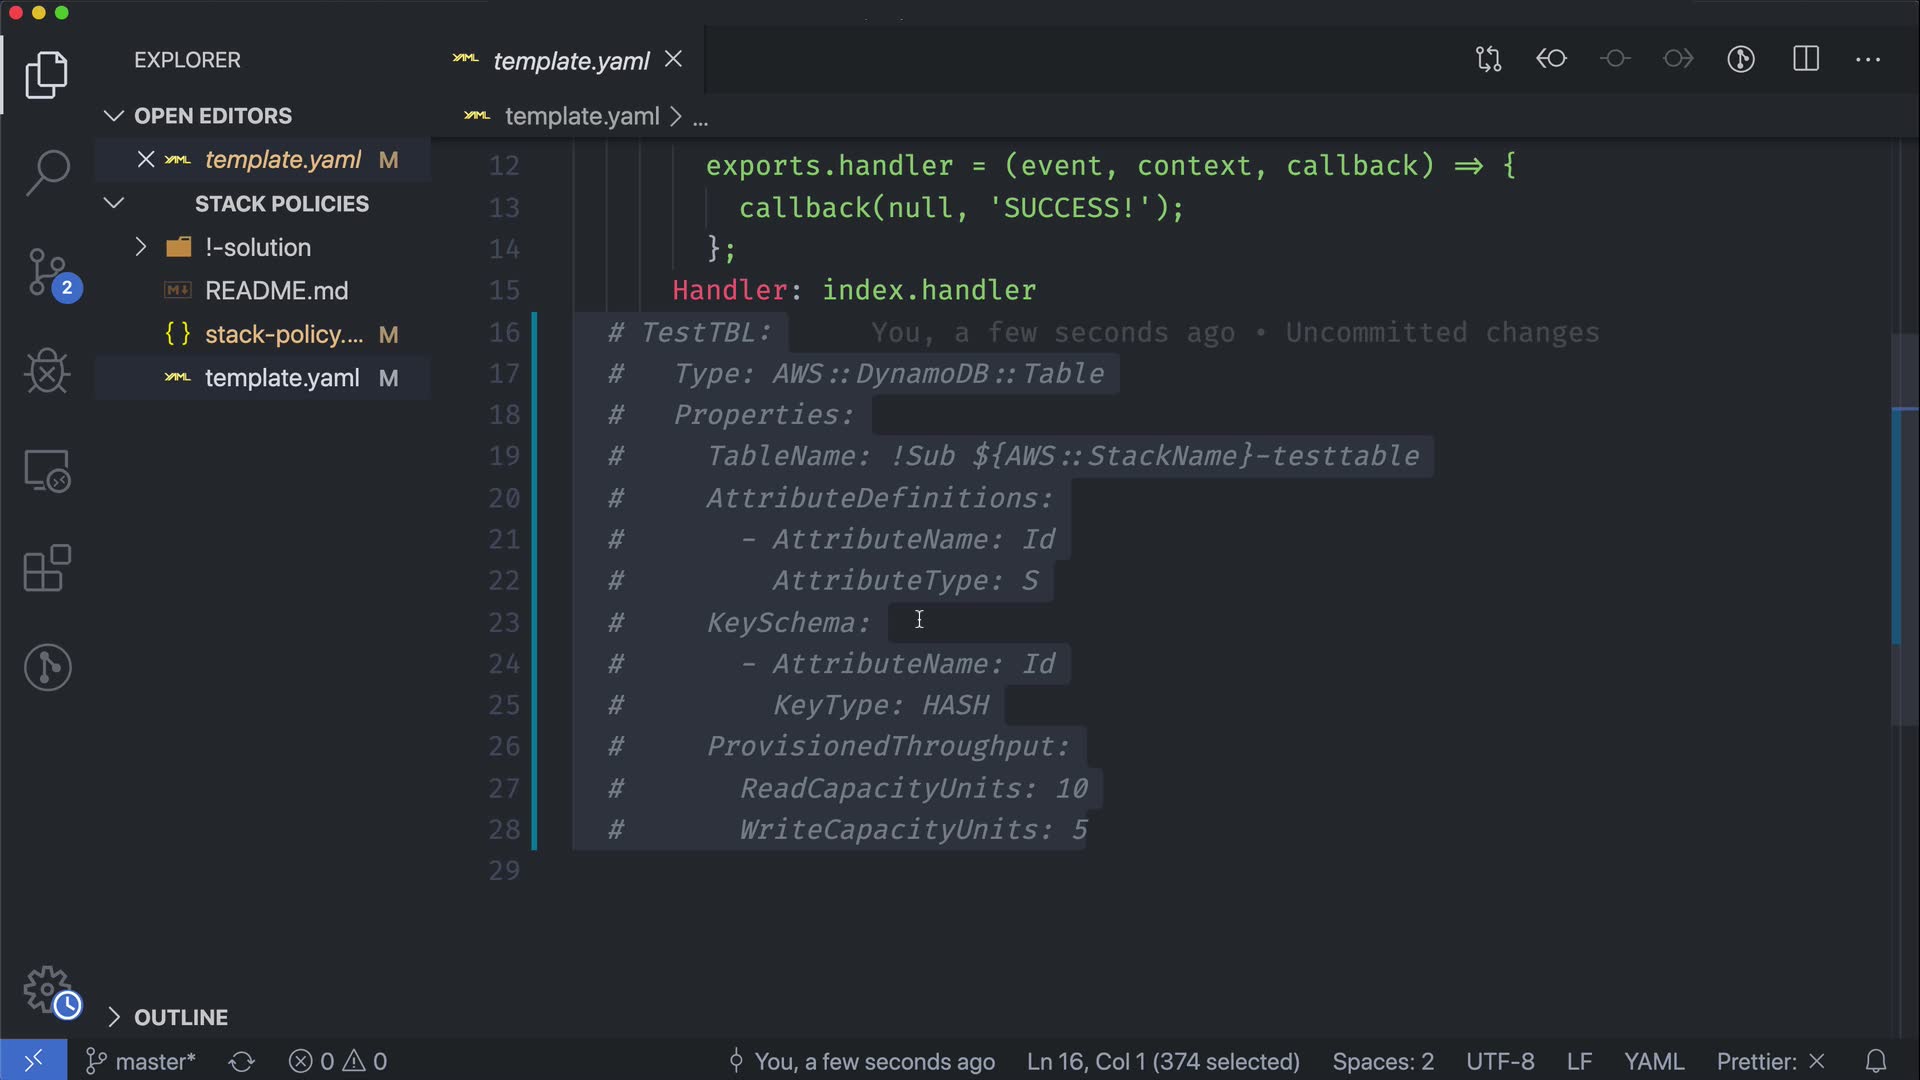 EXPLORER
OPEN EDITORS
YAML template.yaml M
STACK POLICIES
!-solution
M↓ README.md
{ } stack-policy.... M
YAML template.yaml M
OUTLINE
YAML template.yaml
YAML template.yaml > ...
12 exports.handler = (event, context, callback) => {
13 callback(null, 'SUCCESS!');
14 };
15 Handler: index.handler
16 # TestTBL: You, a few seconds ago • Uncommitted changes
17 # Type: AWS::DynamoDB::Table
18 # Properties:
19 # TableName: !Sub ${AWS::StackName}-testtable
20 # AttributeDefinitions:
21 # - AttributeName: Id
22 # AttributeType: S
23 # KeySchema:
24 # - AttributeName: Id
25 # KeyType: HASH
26 # ProvisionedThroughput:
27 # ReadCapacityUnits: 10
28 # WriteCapacityUnits: 5
29
2
master* 0 0 You, a few seconds ago Ln 16, Col 1 (374 selected) Spaces: 2 UTF-8 LF YAML Prettier: ×